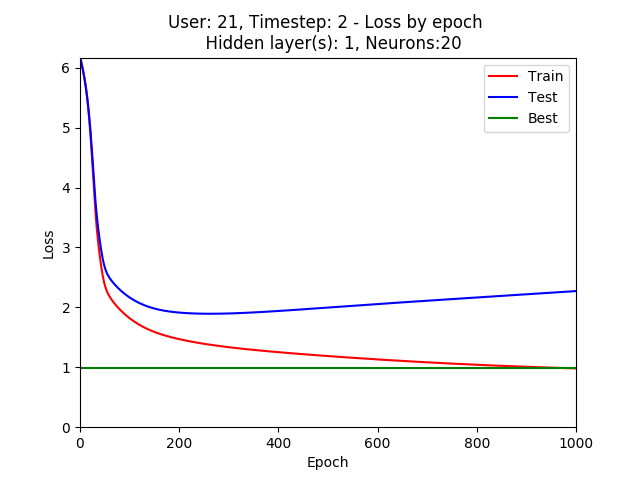 User: 21, Timestep: 2 - Loss by epoch
Hidden layer(s): 1, Neurons:20
Train
Test
Best
6
5
4
3
2
1
0
Loss
0 200 400 600 800 1000
Epoch